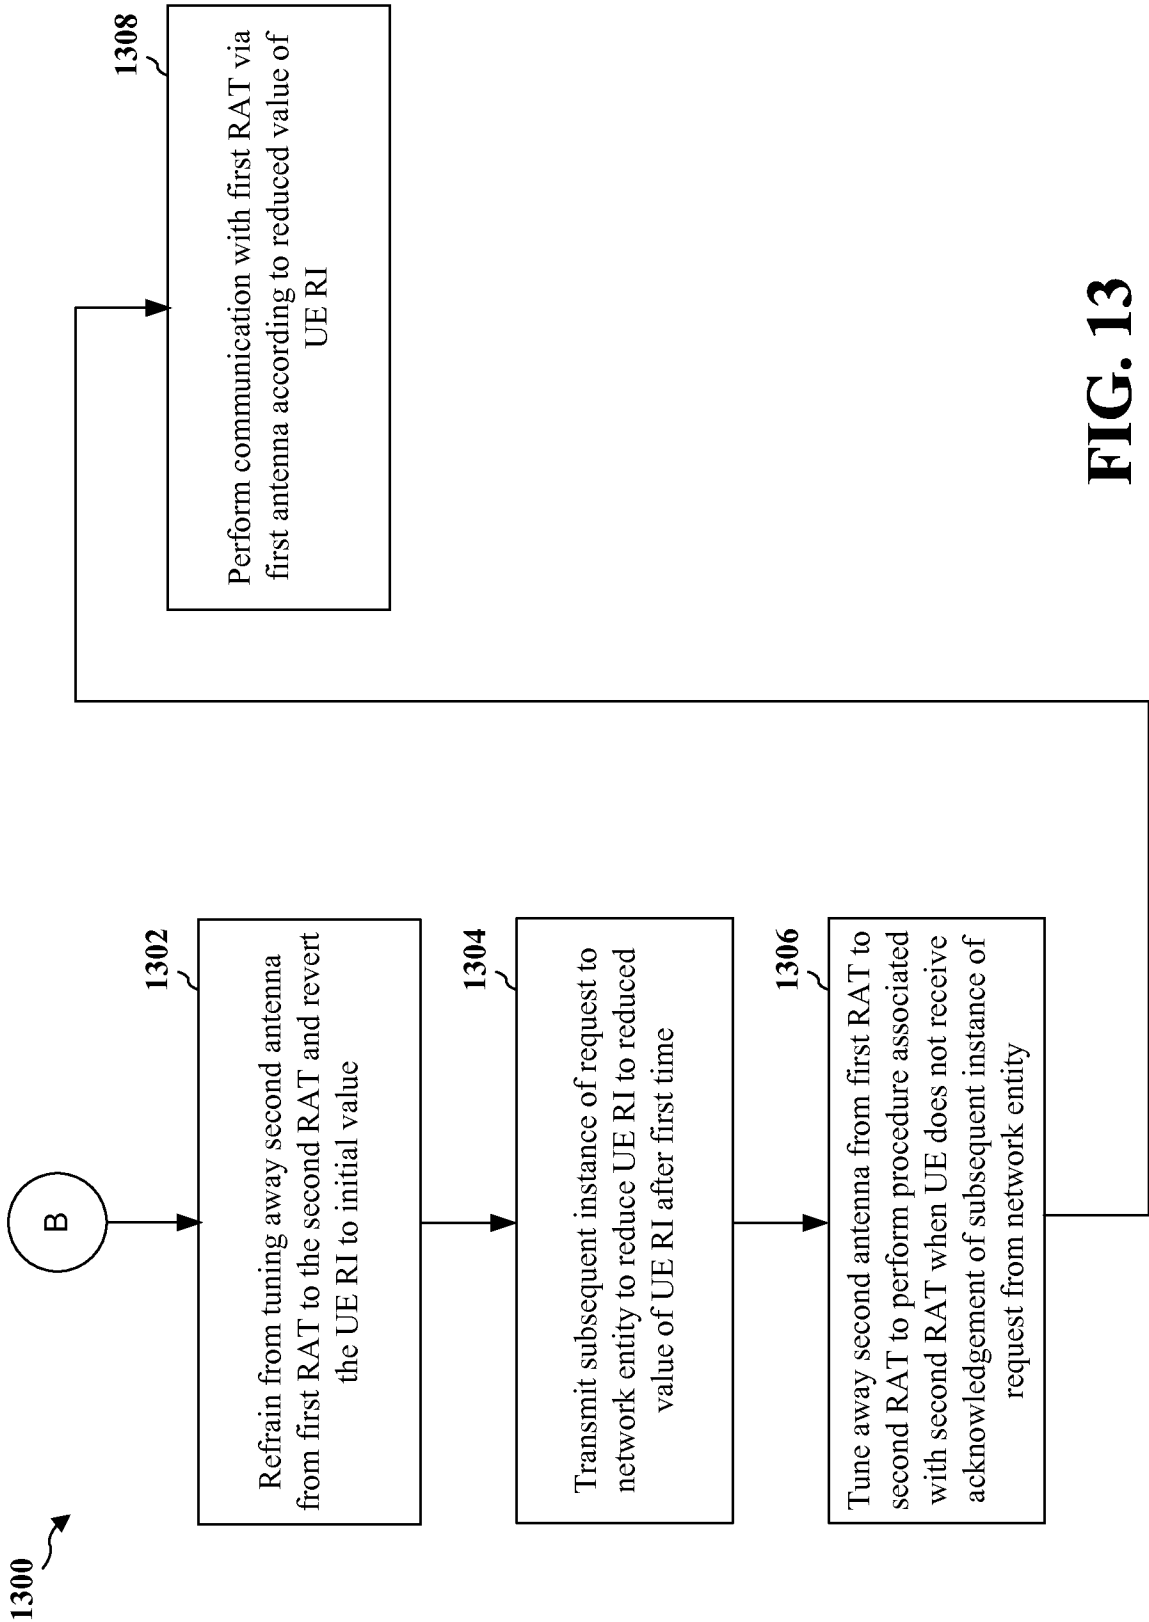 1300
B
1302
Refrain from tuning away second antenna
from first RAT to the second RAT and revert
the UE RI to initial value
1304
Transmit subsequent instance of request to
network entity to reduce UE RI to reduced
value of UE RI after first time
1306
Tune away second antenna from first RAT to
second RAT to perform procedure associated
with second RAT when UE does not receive
acknowledgement of subsequent instance of
request from network entity
1308
Perform communication with first RAT via
first antenna according to reduced value of
UE RI
FIG. 13